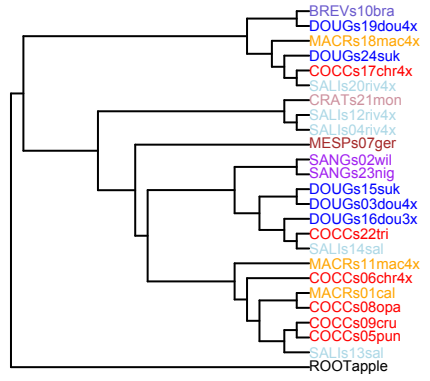 BREVs10bra
DOUGs19dou4x
MACRs18mac4x
DOUGs24suk
COCCs17chr4x
SALIs20riv4x
CRATs21mon
SALIs12riv4x
SALIs04riv4x
MESPs07ger
SANGs02wil
SANGs23nig
DOUGs15suk
DOUGs03dou4x
DOUGs16dou3x
COCCs22tri
SALIs14sal
MACRs11mac4x
COCCs06chr4x
MACRs01cal
COCCs08opa
COCCs09cru
COCCs05pun
SALIs13sal
ROOTapple